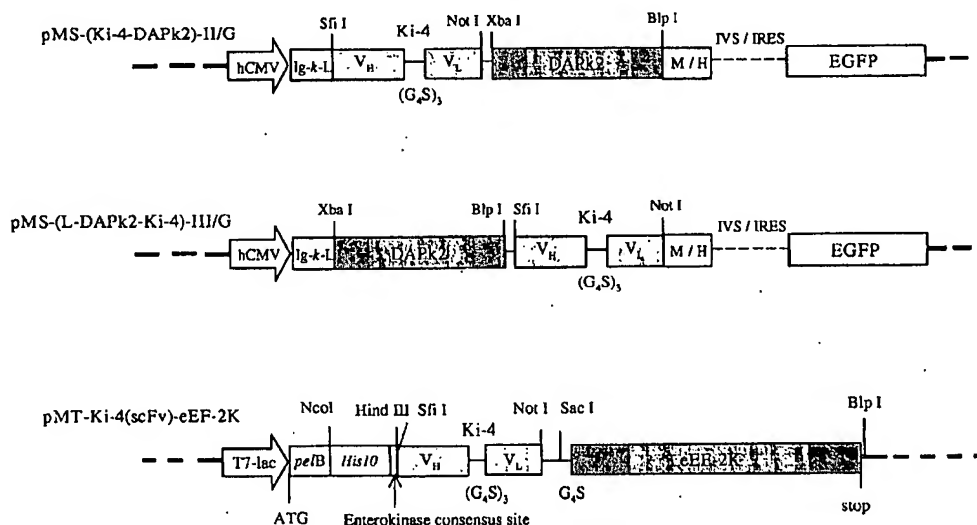 pMS-(Ki-4-DAPk2)-II/G
Sfi I
Ki-4
Not I
Xba I
Blp I
IVS / IRES
hCMV
Ig-k-L
VH
VL
DAPk2
M / H
EGFP
(G4S)3
pMS-(L-DAPk2-Ki-4)-III/G
Xba I
Blp I
Sfi I
Ki-4
Not I
IVS / IRES
hCMV
Ig-k-L
DAPk2
VH
VL
M / H
EGFP
(G4S)3
pMT-Ki-4(scFv)-eEF-2K
NcoI
Hind III
Sfi I
Ki-4
Not I
Sac I
Blp I
T7-lac
pelB
His10
VH
VL
eEF-2k
(G4S)3
G4S
stop
ATG
Enterokinase consensus site